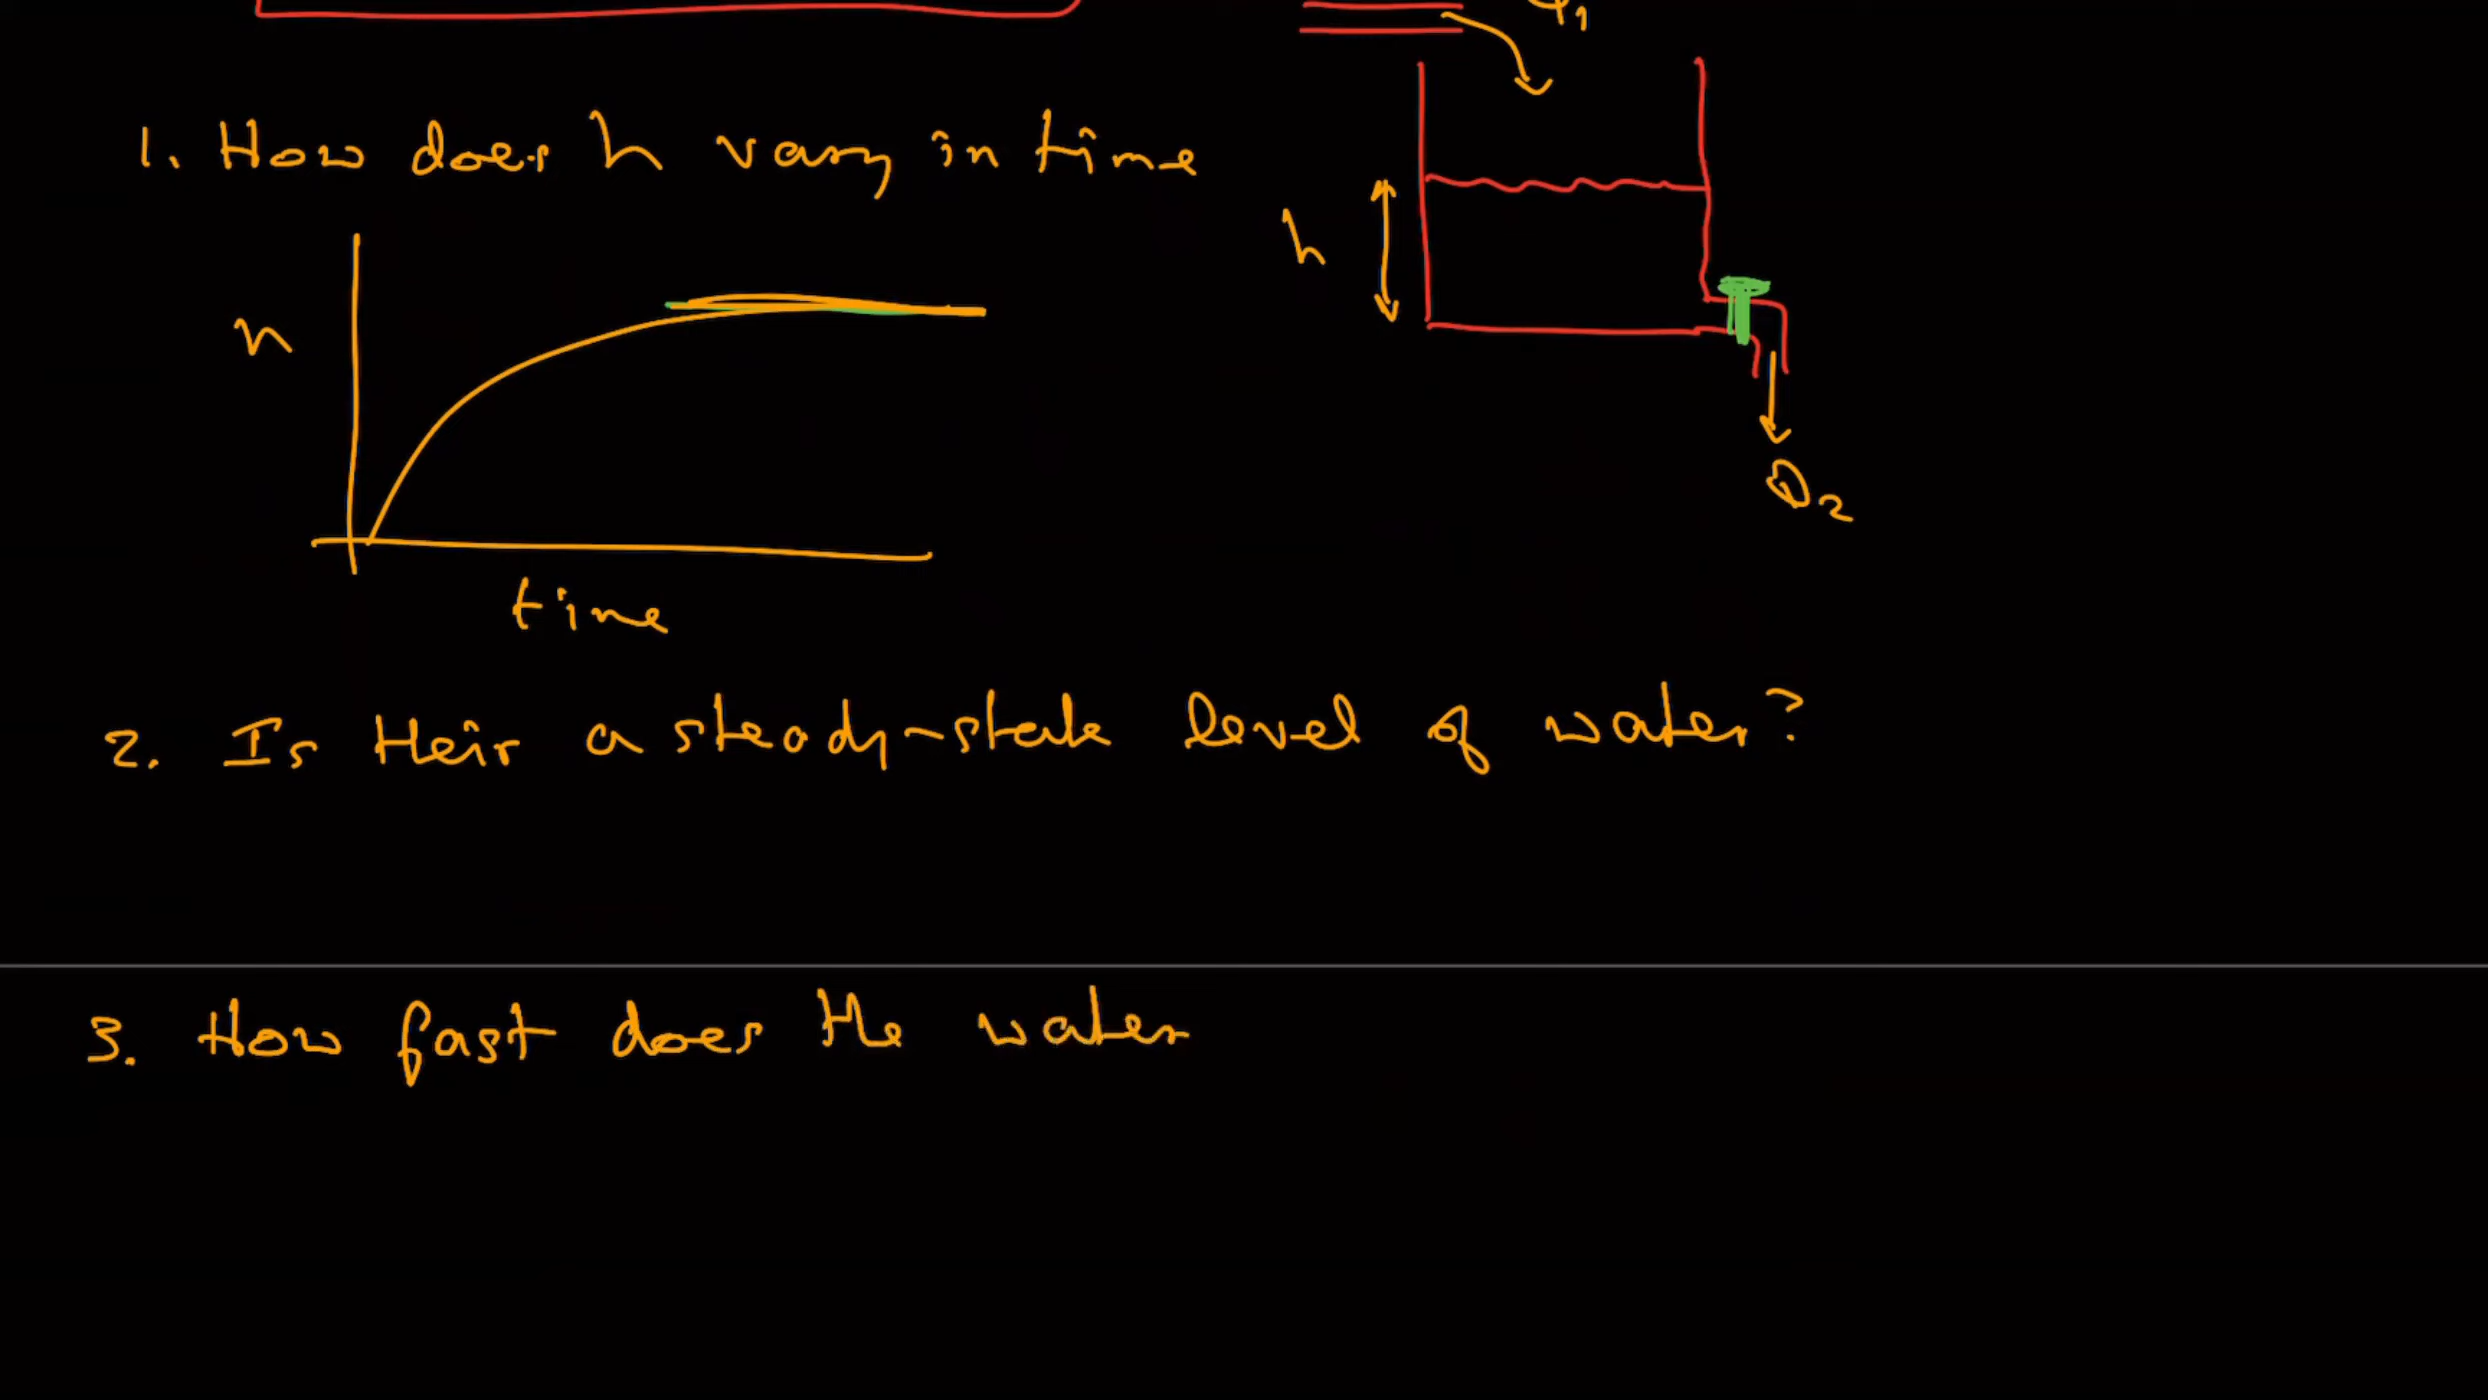 Q1
1. How does h vary in time
h
h
Q2
time
2. Is their a steady-state level of water?
3. How fast does the water